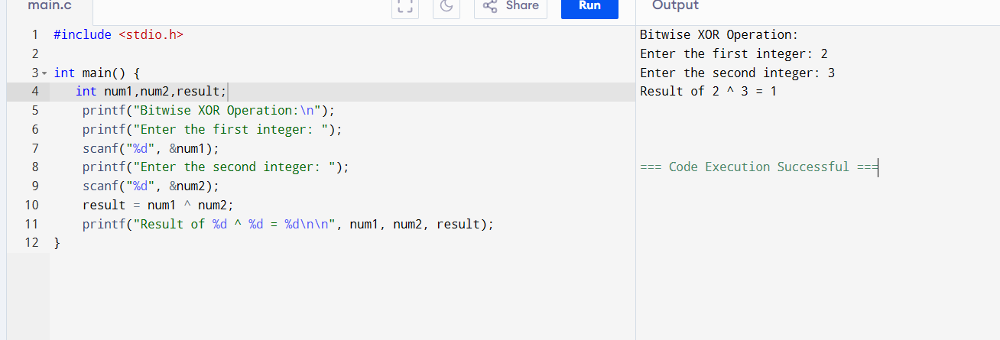 main.c Share Run Output
1 #include <stdio.h>
2
3 int main() {
4 int num1,num2,result;
5 printf("Bitwise XOR Operation:\n");
6 printf("Enter the first integer: ");
7 scanf("%d", &num1);
8 printf("Enter the second integer: ");
9 scanf("%d", &num2);
10 result = num1 ^ num2;
11 printf("Result of %d ^ %d = %d\n\n", num1, num2, result);
12 }
Bitwise XOR Operation:
Enter the first integer: 2
Enter the second integer: 3
Result of 2 ^ 3 = 1
=== Code Execution Successful ===